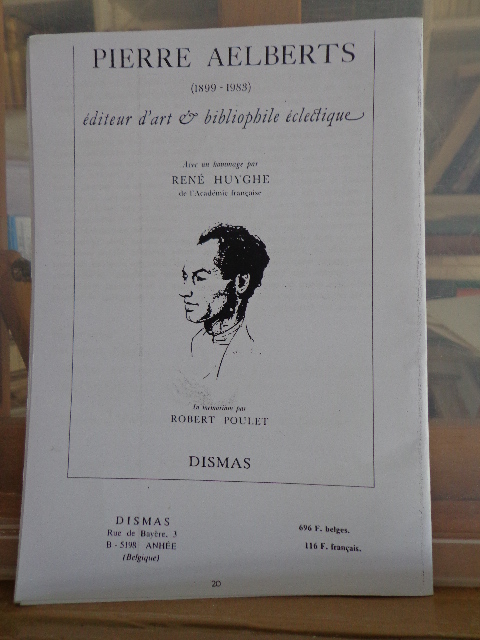 PIERRE AELBERTS
(1899-1983)
éditeur d'art & bibliophile éclectique
Avec un hommage par
RENÉ HUYGHE
de l'Académie française
In memoriam par
ROBERT POULET
DISMAS
DISMAS
Rue de Buyère, 3
B - 5198 ANHÉE
(Belgique)
696 F. belges.
116 F. français.
20